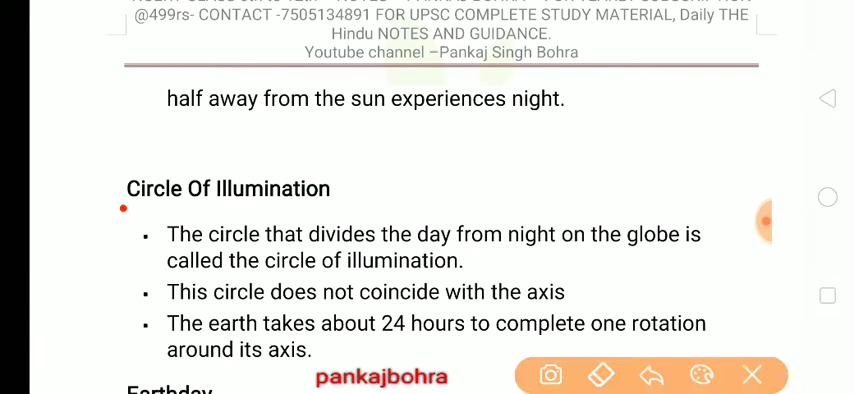 @499rs- CONTACT -7505134891 FOR UPSC COMPLETE STUDY MATERIAL, Daily THE
Hindu NOTES AND GUIDANCE.
Youtube channel –Pankaj Singh Bohra
half away from the sun experiences night.
Circle Of Illumination
▪ The circle that divides the day from night on the globe is
called the circle of illumination.
▪ This circle does not coincide with the axis
▪ The earth takes about 24 hours to complete one rotation
around its axis.
pankajbohra
Earthday